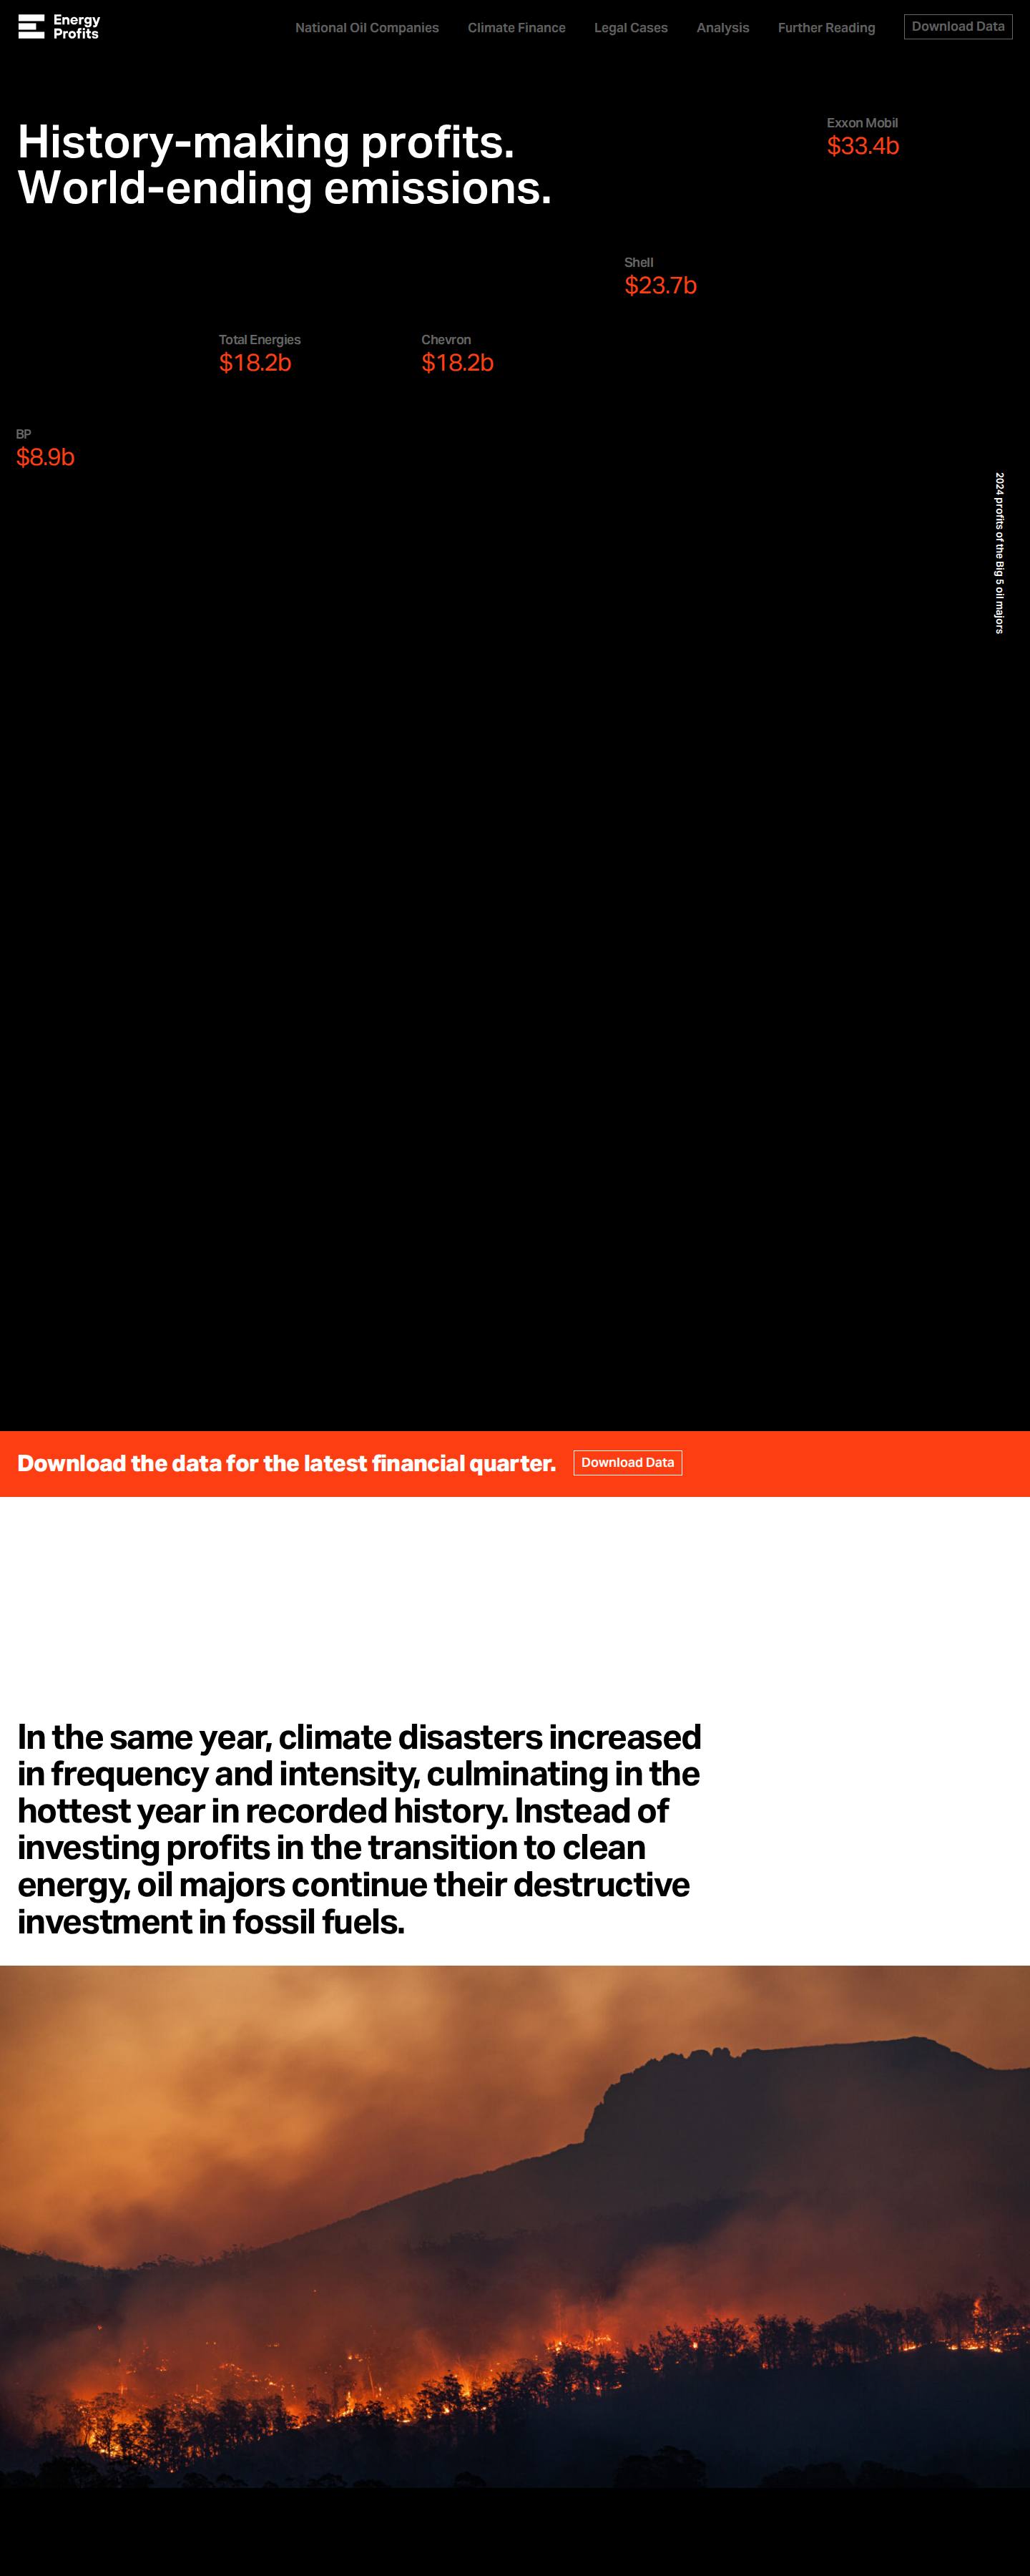 Energy
Profits
National Oil Companies
Climate Finance
Legal Cases
Analysis
Further Reading
Download Data
History-making profits.
World-ending emissions.
Exxon Mobil
$33.4b
Shell
$23.7b
Total Energies
$18.2b
Chevron
$18.2b
BP
$8.9b
2024 profits of the Big 5 oil majors
Download the data for the latest financial quarter.
Download Data
In the same year, climate disasters increased
in frequency and intensity, culminating in the
hottest year in recorded history. Instead of
investing profits in the transition to clean
energy, oil majors continue their destructive
investment in fossil fuels.